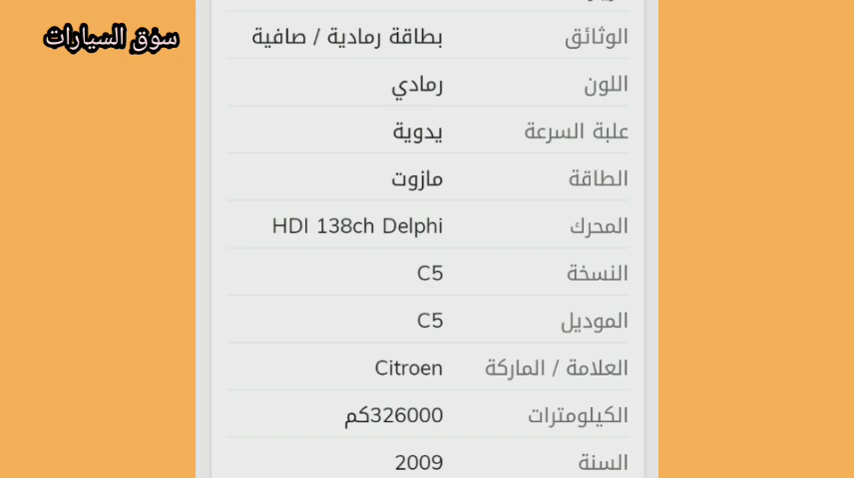 سوق السيارات
الوثائق بطاقة رمادية / صافية
اللون رمادي
علبة السرعة يدوية
الطاقة مازوت
المحرك HDI 138ch Delphi
النسخة C5
الموديل C5
العلامة / الماركة Citroen
الكيلومترات 326000كم
السنة 2009